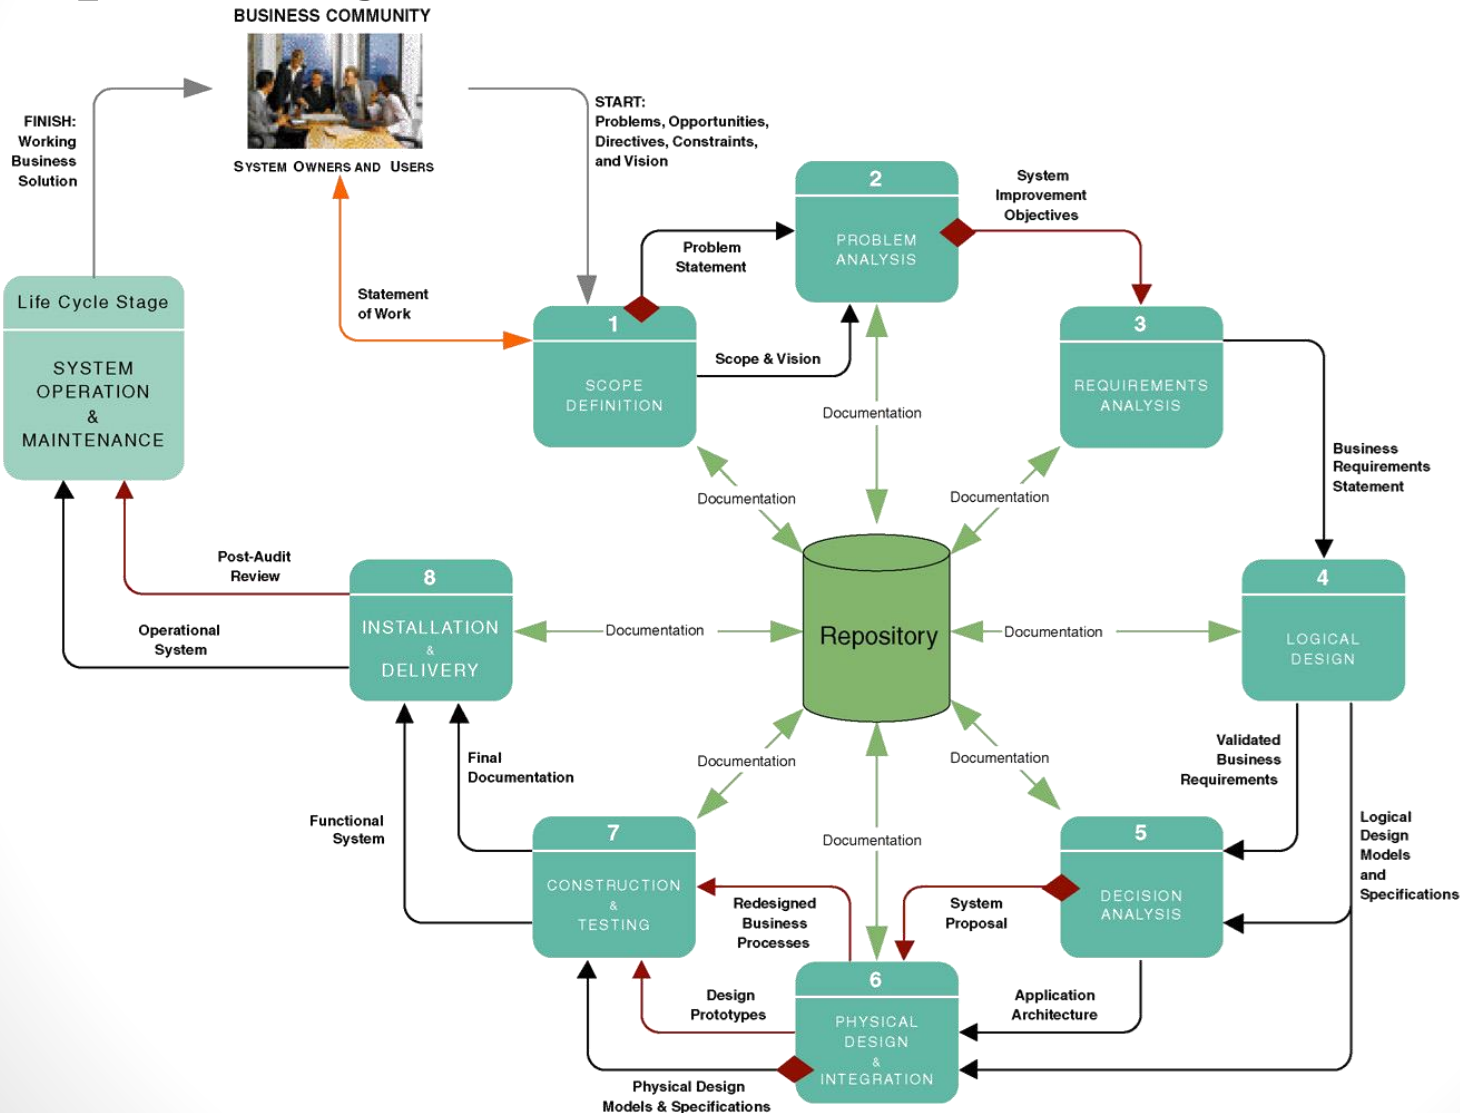 BUSINESS COMMUNITY
SYSTEM OWNERS AND USERS
FINISH:
Working
Business
Solution
START:
Problems, Opportunities,
Directives, Constraints,
and Vision
Statement
of Work
Problem
Statement
Scope & Vision
1
SCOPE
DEFINITION
2
PROBLEM
ANALYSIS
System
Improvement
Objectives
3
REQUIREMENTS
ANALYSIS
Business
Requirements
Statement
Life Cycle Stage
SYSTEM
OPERATION
&
MAINTENANCE
Documentation
Documentation
Documentation
Post-Audit
Review
Operational
System
8
INSTALLATION
&
DELIVERY
Documentation
Repository
Documentation
4
LOGICAL
DESIGN
Validated
Business
Requirements
Logical
Design
Models
and
Specifications
Final
Documentation
Functional
System
Documentation
Documentation
Documentation
7
CONSTRUCTION
&
TESTING
Redesigned
Business
Processes
System
Proposal
5
DECISION
ANALYSIS
Design
Prototypes
Application
Architecture
6
PHYSICAL
DESIGN
&
INTEGRATION
Physical Design
Models & Specifications